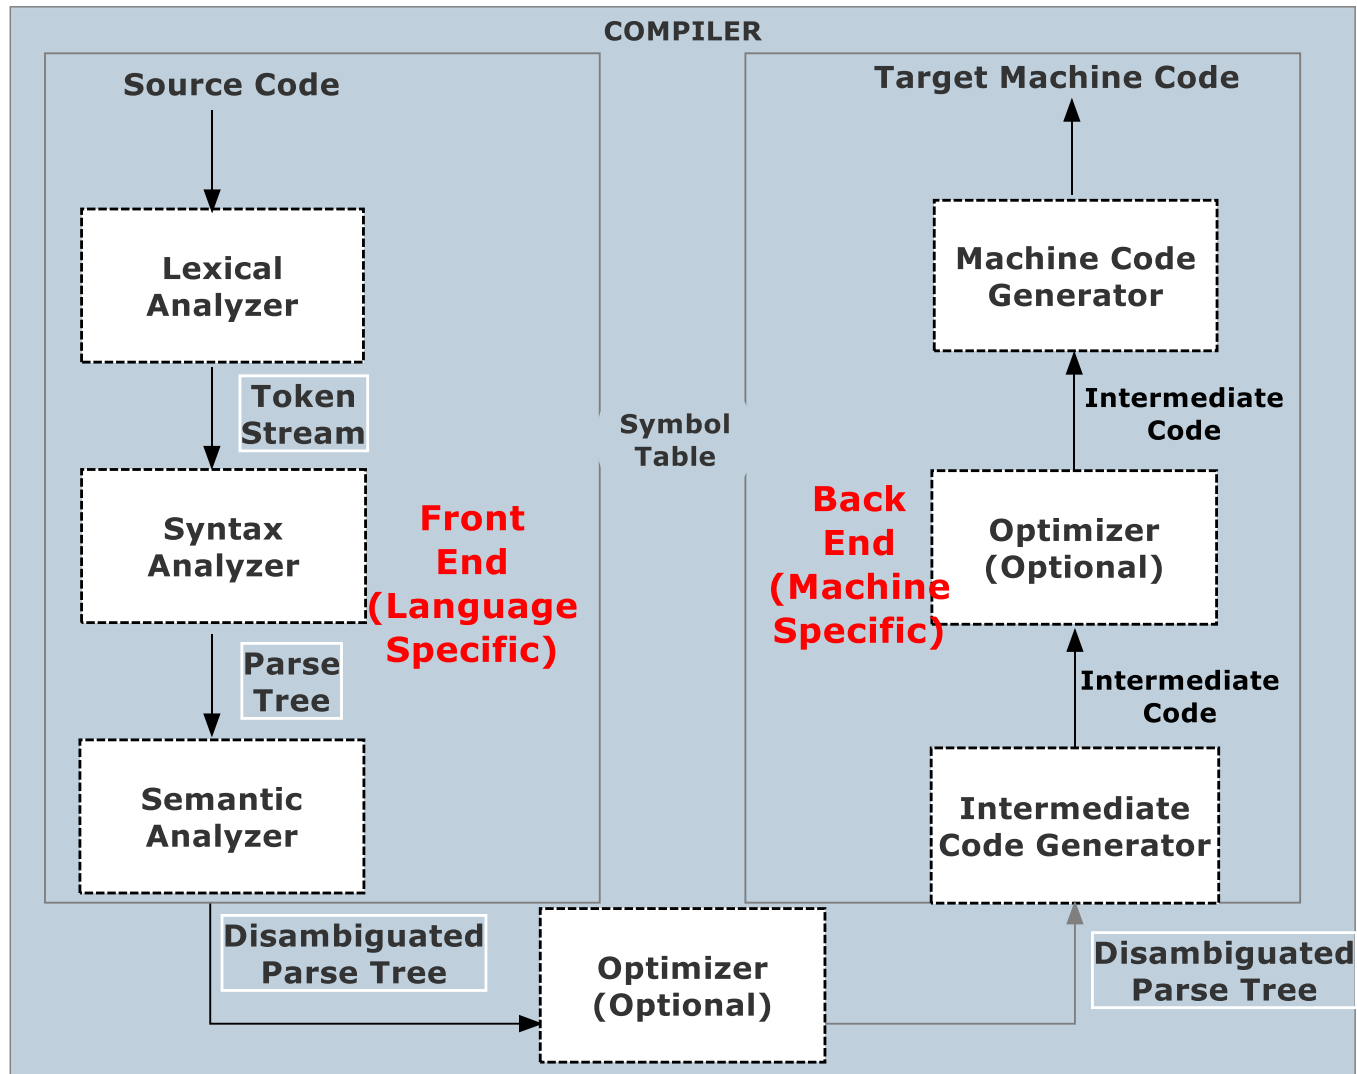 COMPILER
Source Code
Lexical
Analyzer
Token
Stream
Syntax
Analyzer
Front
End
(Language
Specific)
Parse
Tree
Semantic
Analyzer
Disambiguated
Parse Tree
Optimizer
(Optional)
Symbol
Table
Target Machine Code
Machine Code
Generator
Intermediate
Code
Back
End
(Machine
Specific)
Optimizer
(Optional)
Intermediate
Code
Intermediate
Code Generator
Disambiguated
Parse Tree